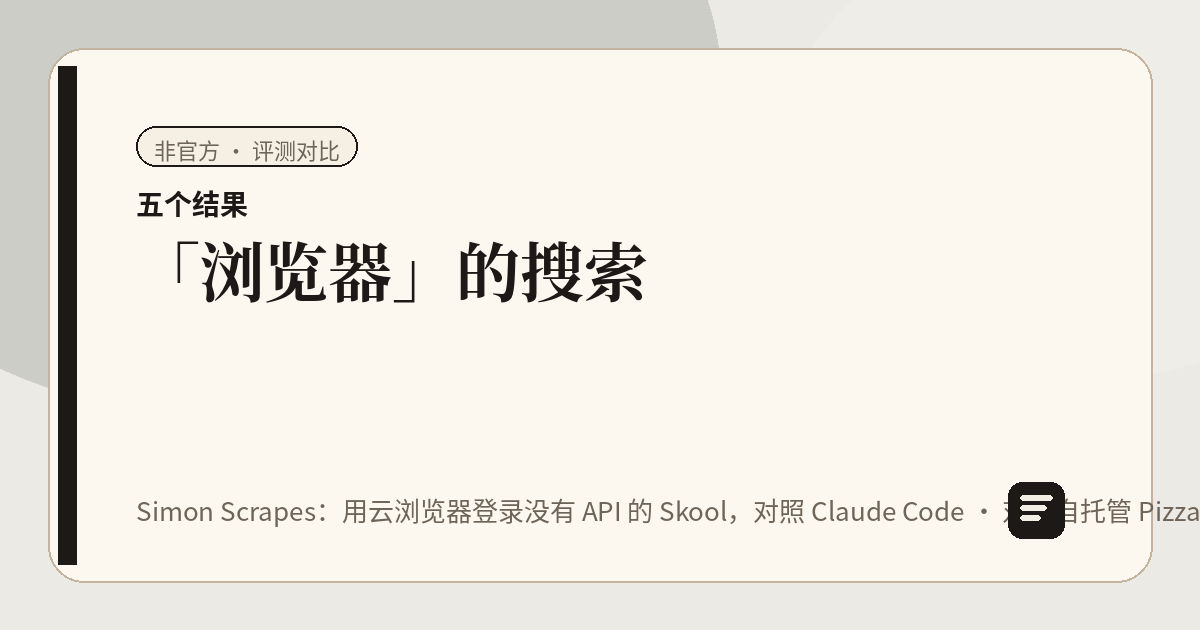 非官方 · 评测对比
五个结果
「浏览器」的搜索
Simon Scrapes：用云浏览器登录没有 API 的 Skool，对照 Claude Code · 自托管 Pizza